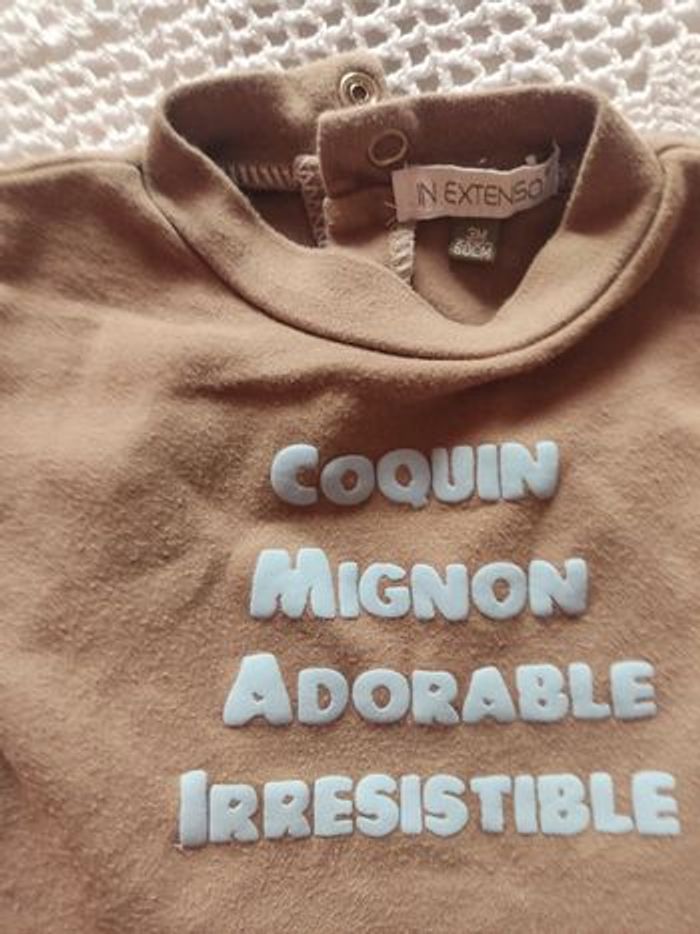 IN EXTENSO
3M
60CM
COQUIN
MIGNON
ADORABLE
IRRESISTIBLE